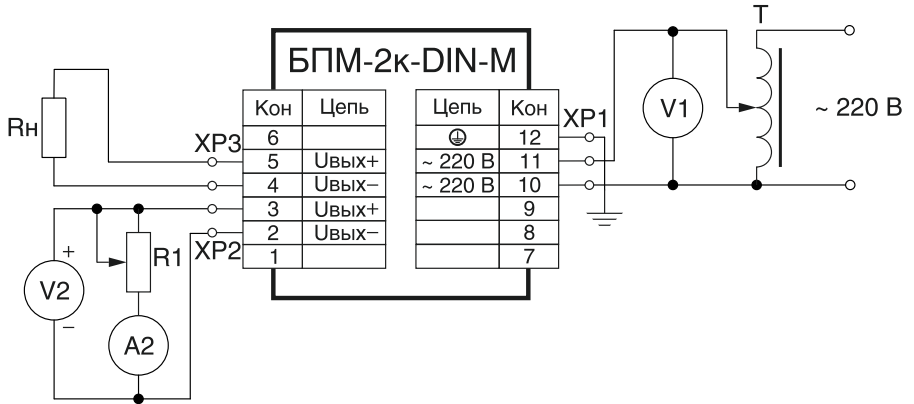 БПМ-2к-DIN-M
T
Кон Цепь Цепь Кон
XP1
V1
~ 220 В
Rн
XP3
6 12
5 Uвых+ ~ 220 В 11
4 Uвых– ~ 220 В 10
3 Uвых+ 9
2 Uвых– 8
1 7
XP2
R1
+
V2
–
A2